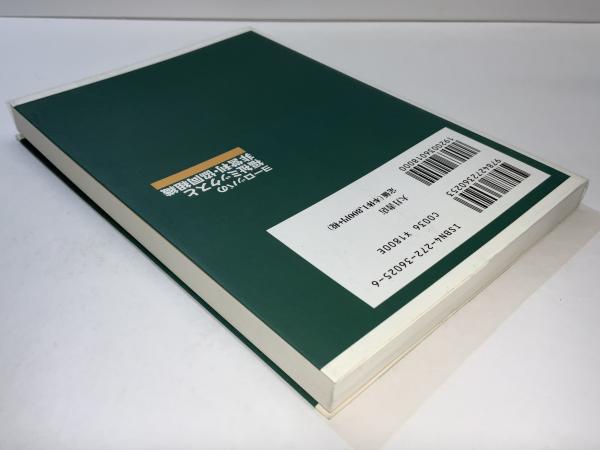 ヨーロッパの
福祉ミックスと
非営利・協同組織
9784272360253
1920036018000
大月書店
定価(本体1,800円+税)
C0036 ¥1800E
ISBN4-272-36025-6